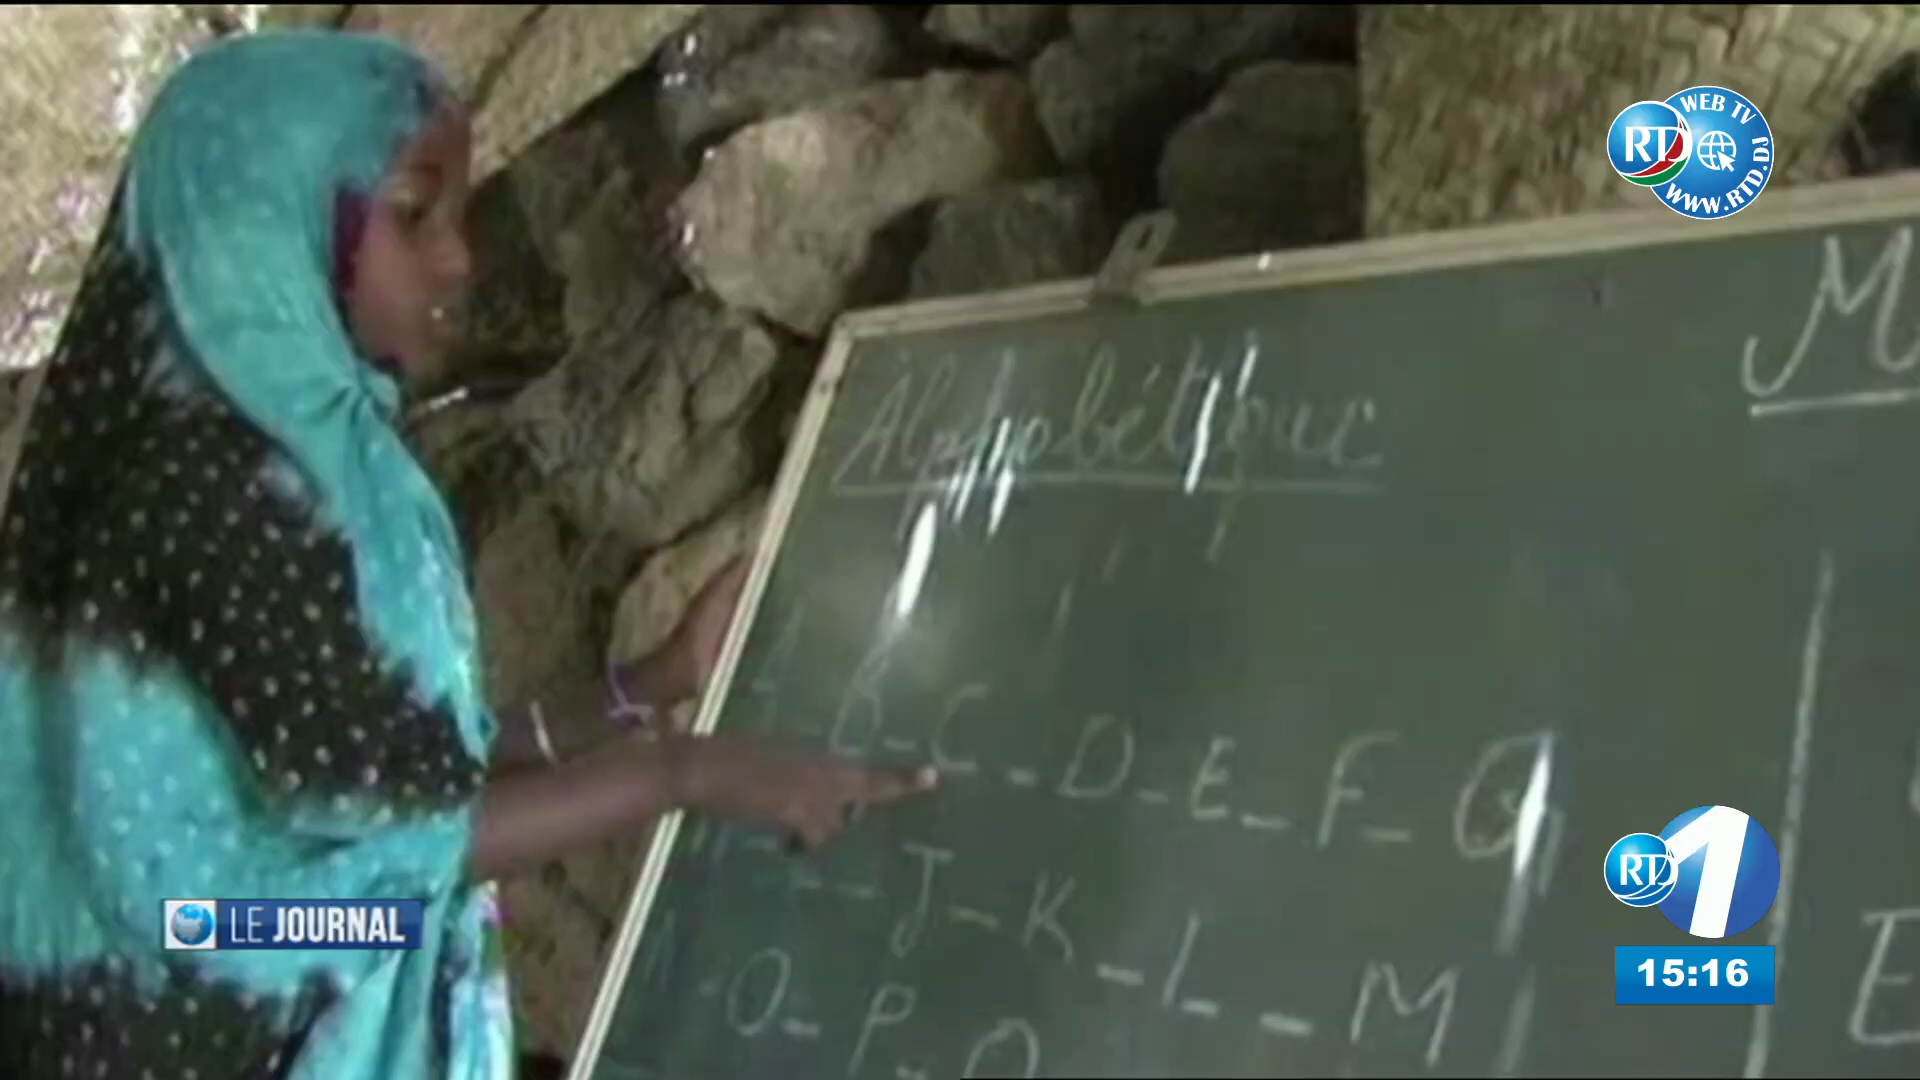 WEB TV
RTD
WWW.RTD.DJ
M
Alphabétique
A-B-C-D-E-F-G
J-K-L-M
O-P-Q
E
LE JOURNAL
RTD 1
15:16